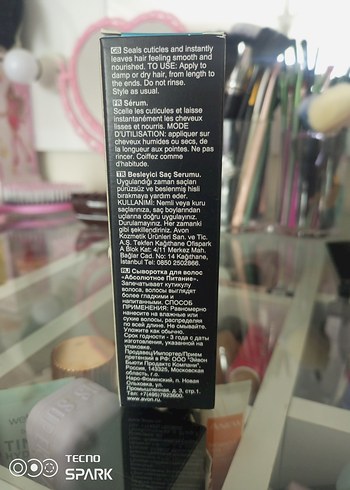 GB Seals cuticles and instantly
leaves hair feeling smooth and
nourished. TO USE: Apply to
damp or dry hair, from length to
the ends. Do not rinse.
Style as usual.
FR Sérum.
Scelle les cuticules et laisse
instantanément les cheveux
lisses et nourris. MODE
D'UTILISATION: appliquer sur
cheveux humides ou secs, de
la longueur aux pointes. Ne pas
rincer. Coiffez comme
d'habitude.
TR Besleyici Saç Serumu.
Uygulandığı zaman saçları
pürüzsüz ve beslenmiş hisli
bırakmaya yardım eder.
KULLANIMI: Nemli veya kuru
saçlarınıza, saç boylarından
uçlarına doğru uygulayınız.
Durulamayınız. Her zamanki
gibi şekillendiriniz. Avon
Kozmetik Ürünleri San. ve Tic.
A.Ş. Tekfen Kağıthane Ofispark
A Blok Kat: 4/11 Merkez Mah.
Bağlar Cad. No: 14 Kağıthane,
İstanbul Tel: 0850 2502866.
RU Сыворотка для волос
«Абсолютное Питание».
Запечатывает кутикулу
волоса, волосы выглядят
более гладкими и
напитанными. СПОСОБ
ПРИМЕНЕНИЯ: Равномерно
нанесите на влажные или
сухие волосы, распределяя
по всей длине. Не смывайте.
Уложите как обычно.
Срок годности - 3 года с даты
изготовления, указанной на
упаковке.
Продавец/Импортер/Прием
претензий в РФ: ООО "Эйвон
Бьюти Продактс Компани",
Россия, 143325, Московская
область, г.о.
Наро-Фоминский, п. Новая
Ольховка, ул.
Промышленная, д. 3, стр.1.
Тел: +7(495)7923600.
www.avon.ru.
TECNO
SPARK